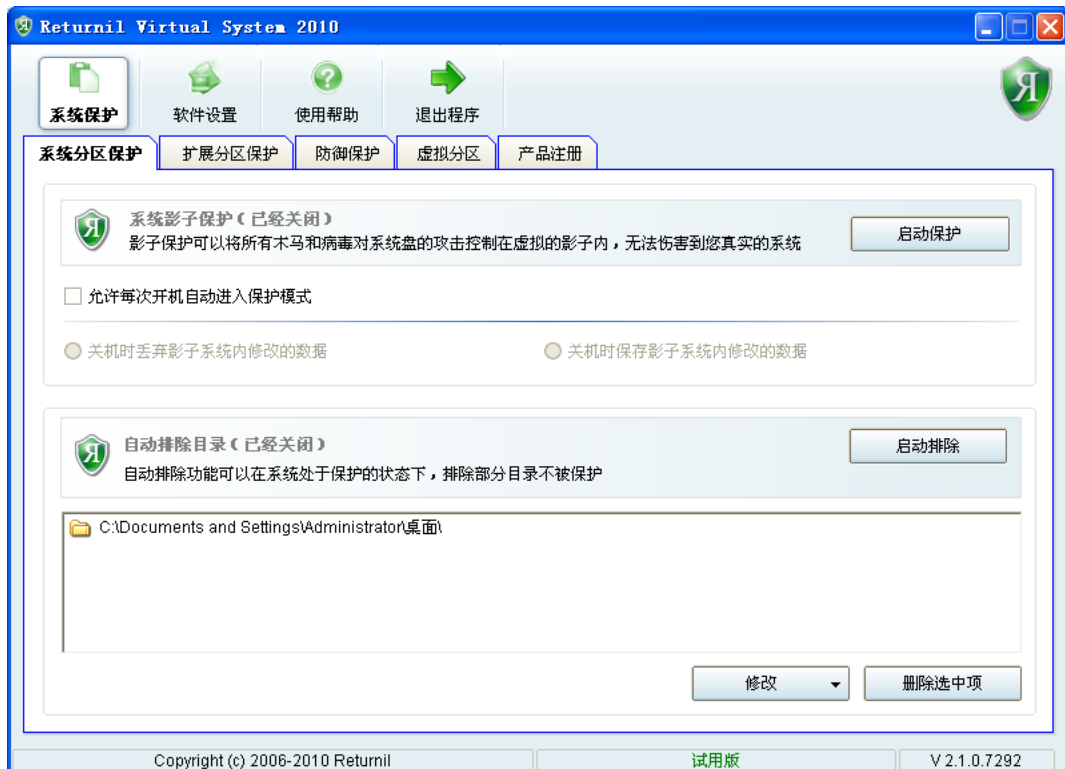 Returnil Virtual System 2010
系统保护 软件设置 使用帮助 退出程序
系统分区保护 扩展分区保护 防御保护 虚拟分区 产品注册
系统影子保护(已经关闭)
影子保护可以将所有木马和病毒对系统盘的攻击控制在虚拟的影子内，无法伤害到您真实的系统
启动保护
允许每次开机自动进入保护模式
关机时丢弃影子系统内修改的数据 关机时保存影子系统内修改的数据
自动排除目录(已经关闭)
自动排除功能可以在系统处于保护的状态下，排除部分目录不被保护
启动排除
C:\Documents and Settings\Administrator\桌面\
修改 删除选中项
Copyright (c) 2006-2010 Returnil 试用版 V 2.1.0.7292